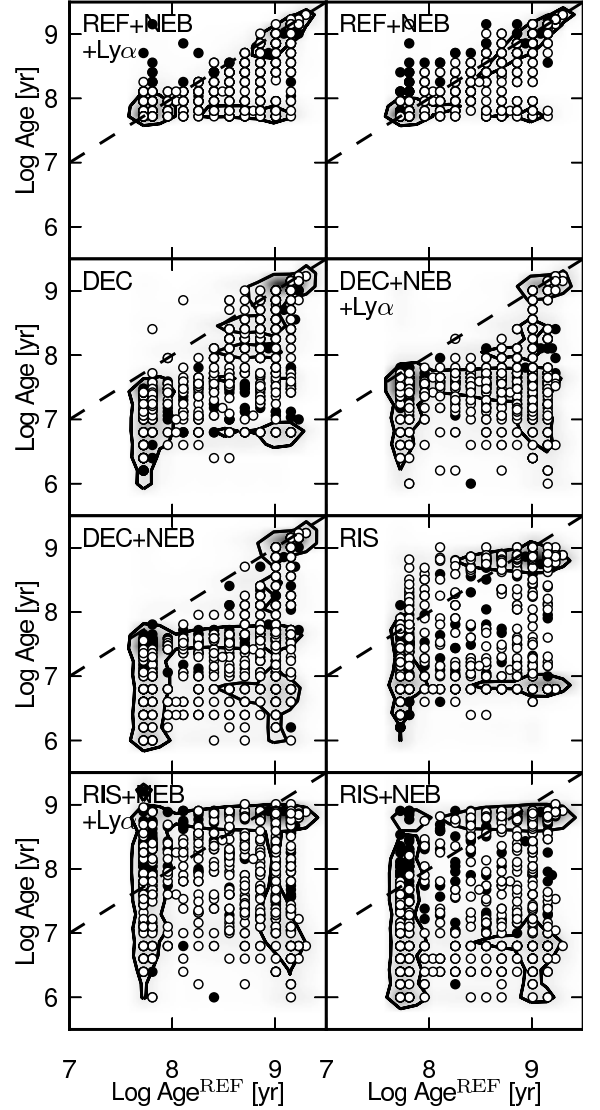 REF+NEB
+Lyα
REF+NEB
9
8
7
6
Log Age [yr]
DEC
DEC+NEB
+Lyα
9
8
7
6
Log Age [yr]
DEC+NEB
RIS
9
8
7
6
Log Age [yr]
RIS+NEB
+Lyα
RIS+NEB
9
8
7
6
Log Age [yr]
7 8 9 7 8 9
Log Age^REF [yr] Log Age^REF [yr]